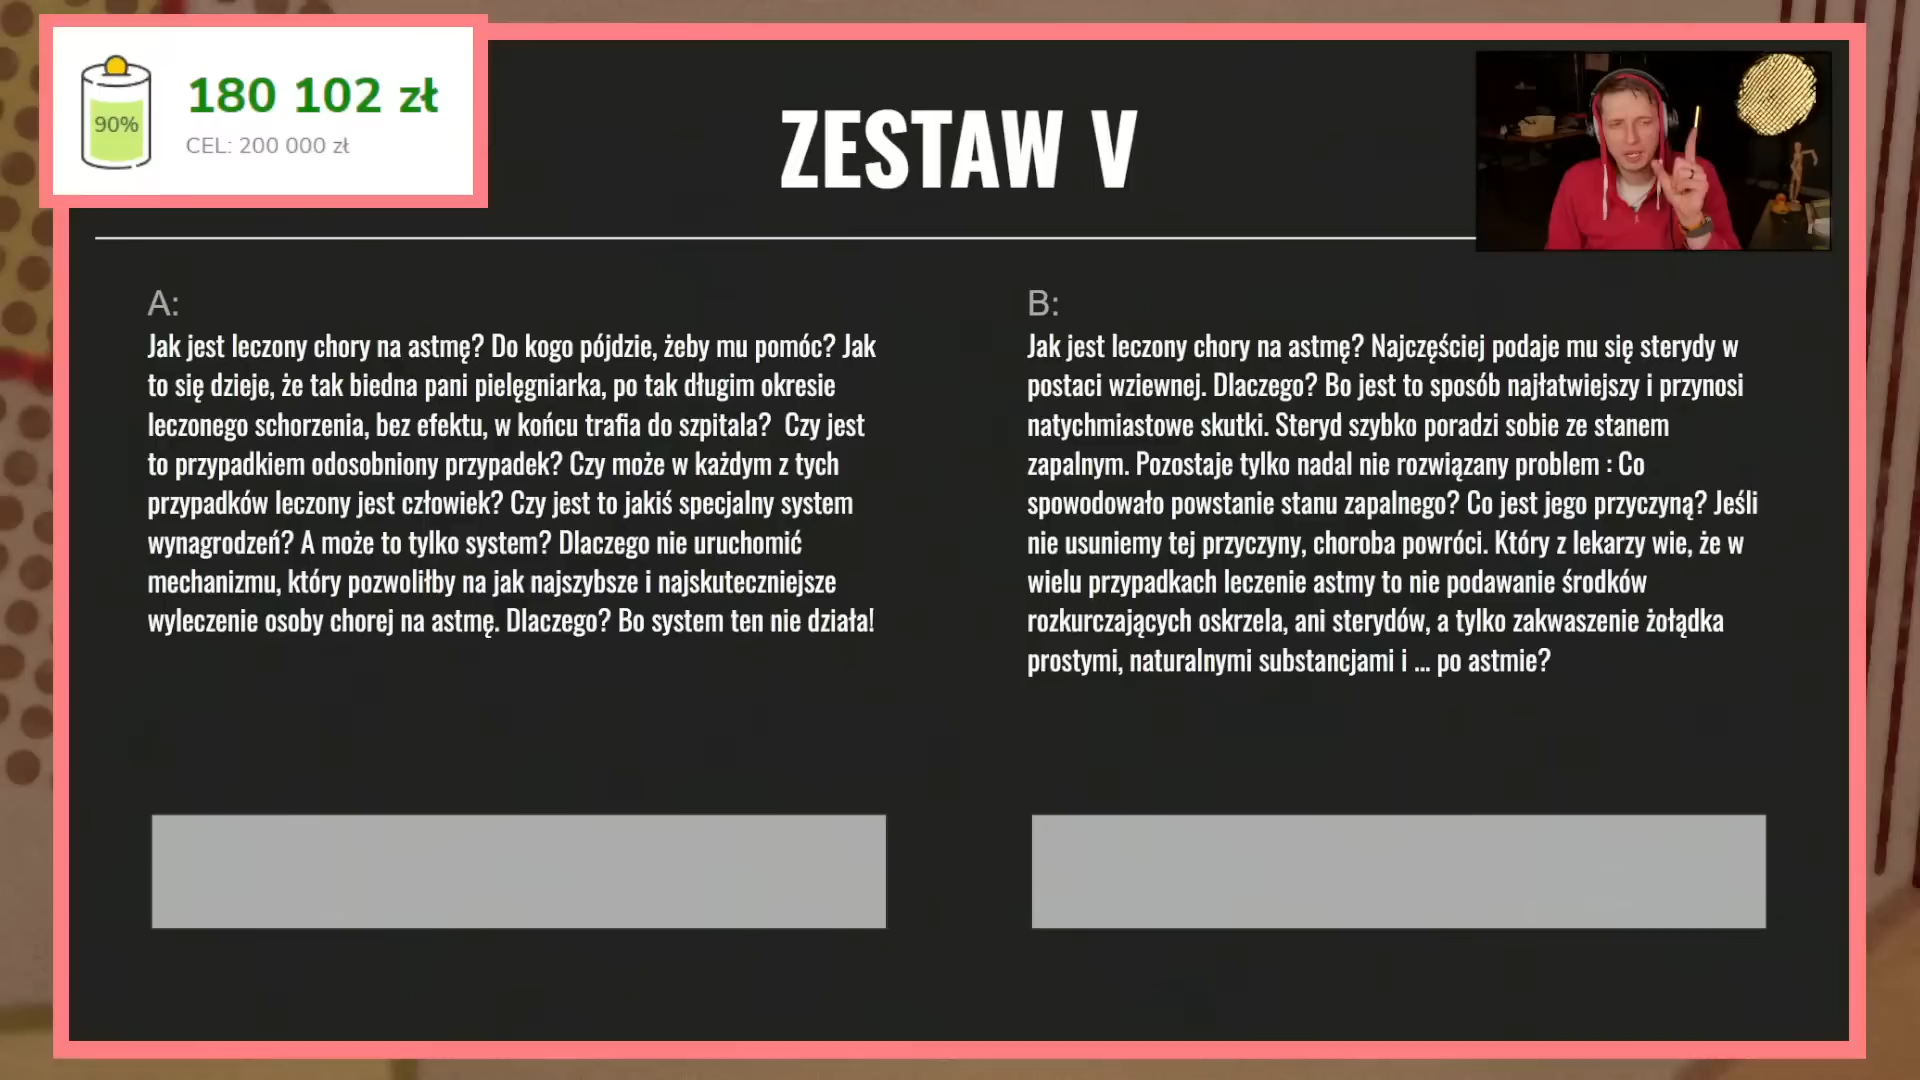 180 102 zł
90%
CEL: 200 000 zł
ZESTAW V
A:
Jak jest leczony chory na astmę? Do kogo pójdzie, żeby mu pomóc? Jak
to się dzieje, że tak biedna pani pielęgniarka, po tak długim okresie
leczonego schorzenia, bez efektu, w końcu trafia do szpitala?  Czy jest
to przypadkiem odosobniony przypadek? Czy może w każdym z tych
przypadków leczony jest człowiek? Czy jest to jakiś specjalny system
wynagrodzeń? A może to tylko system? Dlaczego nie uruchomić
mechanizmu, który pozwoliłby na jak najszybsze i najskuteczniejsze
wyleczenie osoby chorej na astmę. Dlaczego? Bo system ten nie działa!
B:
Jak jest leczony chory na astmę? Najczęściej podaje mu się sterydy w
postaci wziewnej. Dlaczego? Bo jest to sposób najłatwiejszy i przynosi
natychmiastowe skutki. Steryd szybko poradzi sobie ze stanem
zapalnym. Pozostaje tylko nadal nie rozwiązany problem : Co
spowodowało powstanie stanu zapalnego? Co jest jego przyczyną? Jeśli
nie usuniemy tej przyczyny, choroba powróci. Który z lekarzy wie, że w
wielu przypadkach leczenie astmy to nie podawanie środków
rozkurczających oskrzela, ani sterydów, a tylko zakwaszenie żołądka
prostymi, naturalnymi substancjami i ... po astmie?